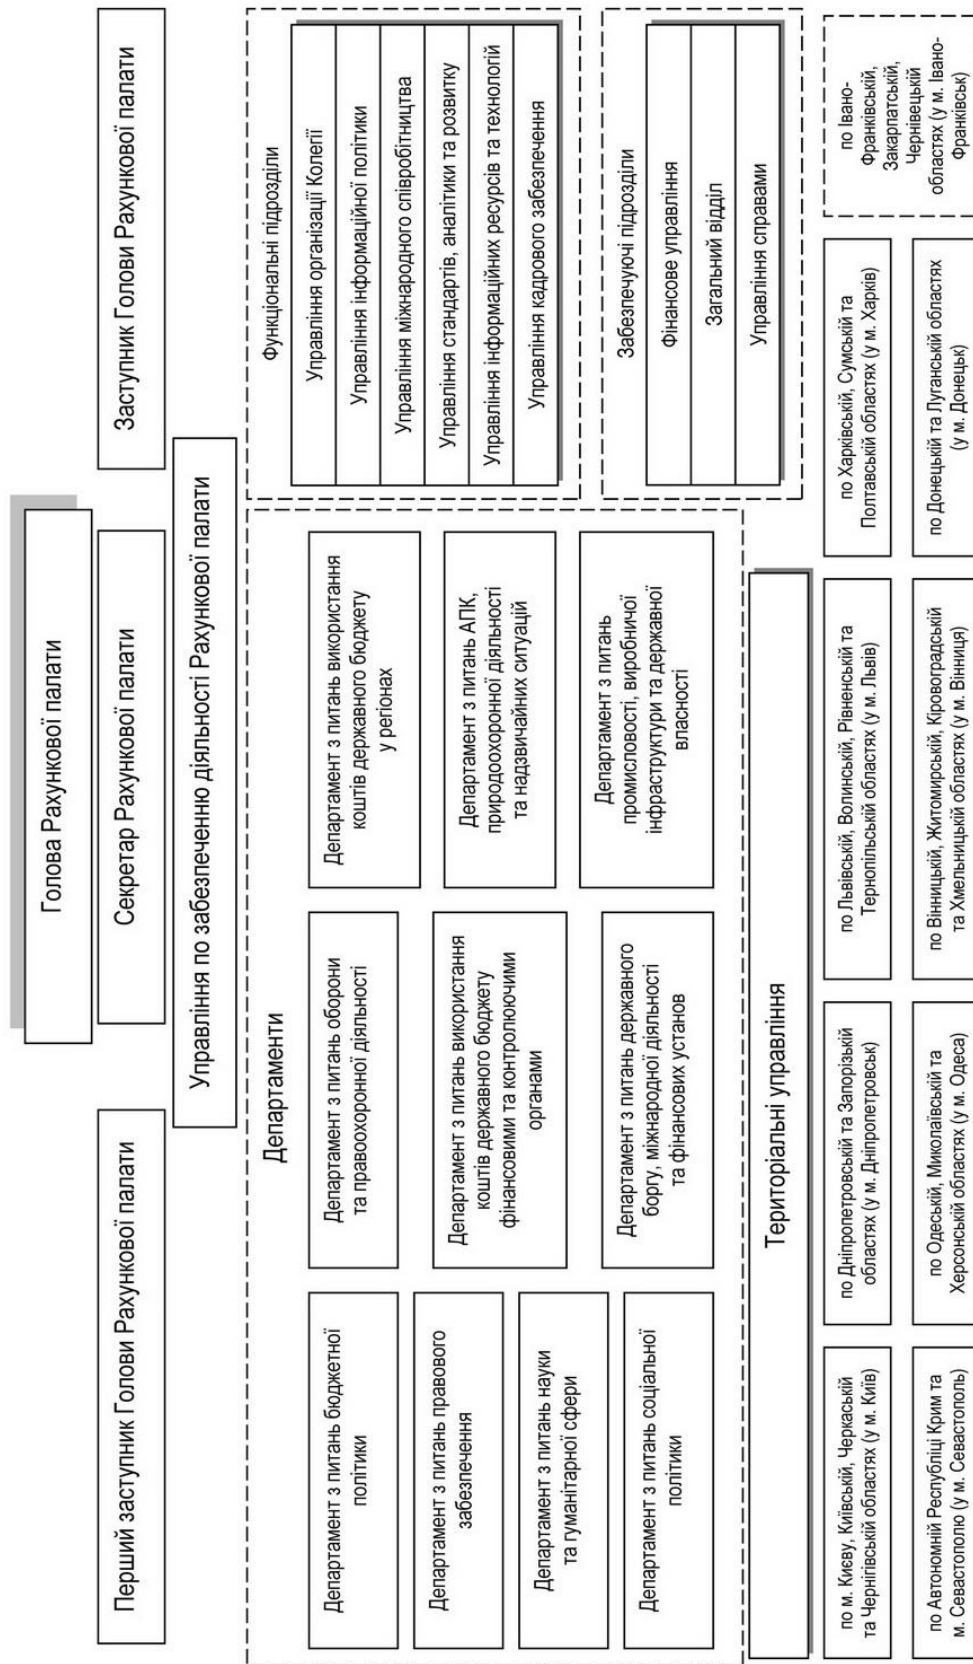 Голова Рахункової палати
Перший заступник Голови Рахункової палати
Секретар Рахункової палати
Заступник Голови Рахункової палати
Управління по забезпеченню діяльності Рахункової палати
Департаменти
Департамент з питань бюджетної
політики
Департамент з питань правового
забезпечення
Департамент з питань науки
та гуманітарної сфери
Департамент з питань соціальної
політики
Департамент з питань оборони
та правоохоронної діяльності
Департамент з питань використання
коштів державного бюджету
фінансовими та контролюючими
органами
Департамент з питань державного
боргу, міжнародної діяльності
та фінансових установ
Департамент з питань використання
коштів державного бюджету
у регіонах
Департамент з питань АПК,
природоохоронної діяльності
та надзвичайних ситуацій
Департамент з питань
промисловості, виробничої
інфраструктури та державної
власності
Функціональні підрозділи
Управління організації Колегії
Управління інформаційної політики
Управління міжнародного співробітництва
Управління стандартів, аналітики та розвитку
Управління інформаційних ресурсів та технологій
Управління кадрового забезпечення
Забезпечуючі підрозділи
Фінансове управління
Загальний відділ
Управління справами
Територіальні управління
по м. Києву, Київській, Черкаській
та Чернігівській областях (у м. Київ)
по Дніпропетровській та Запорізькій
областях (у м. Дніпропетровськ)
по Львівській, Волинській, Рівненській та
Тернопільській областях (у м. Львів)
по Харківській, Сумській та
Полтавській областях (у м. Харків)
по Івано-
Франківській,
Закарпатській,
Чернівецькій
областях (у м. Івано-
Франківськ)
по Автономній Республіці Крим та
м. Севастополю (у м. Севастополь)
по Одеській, Миколаївській та
Херсонській областях (у м. Одеса)
по Вінницькій, Житомирській, Кіровоградській
та Хмельницькій областях (у м. Вінниця)
по Донецькій та Луганській областях
(у м. Донецьк)